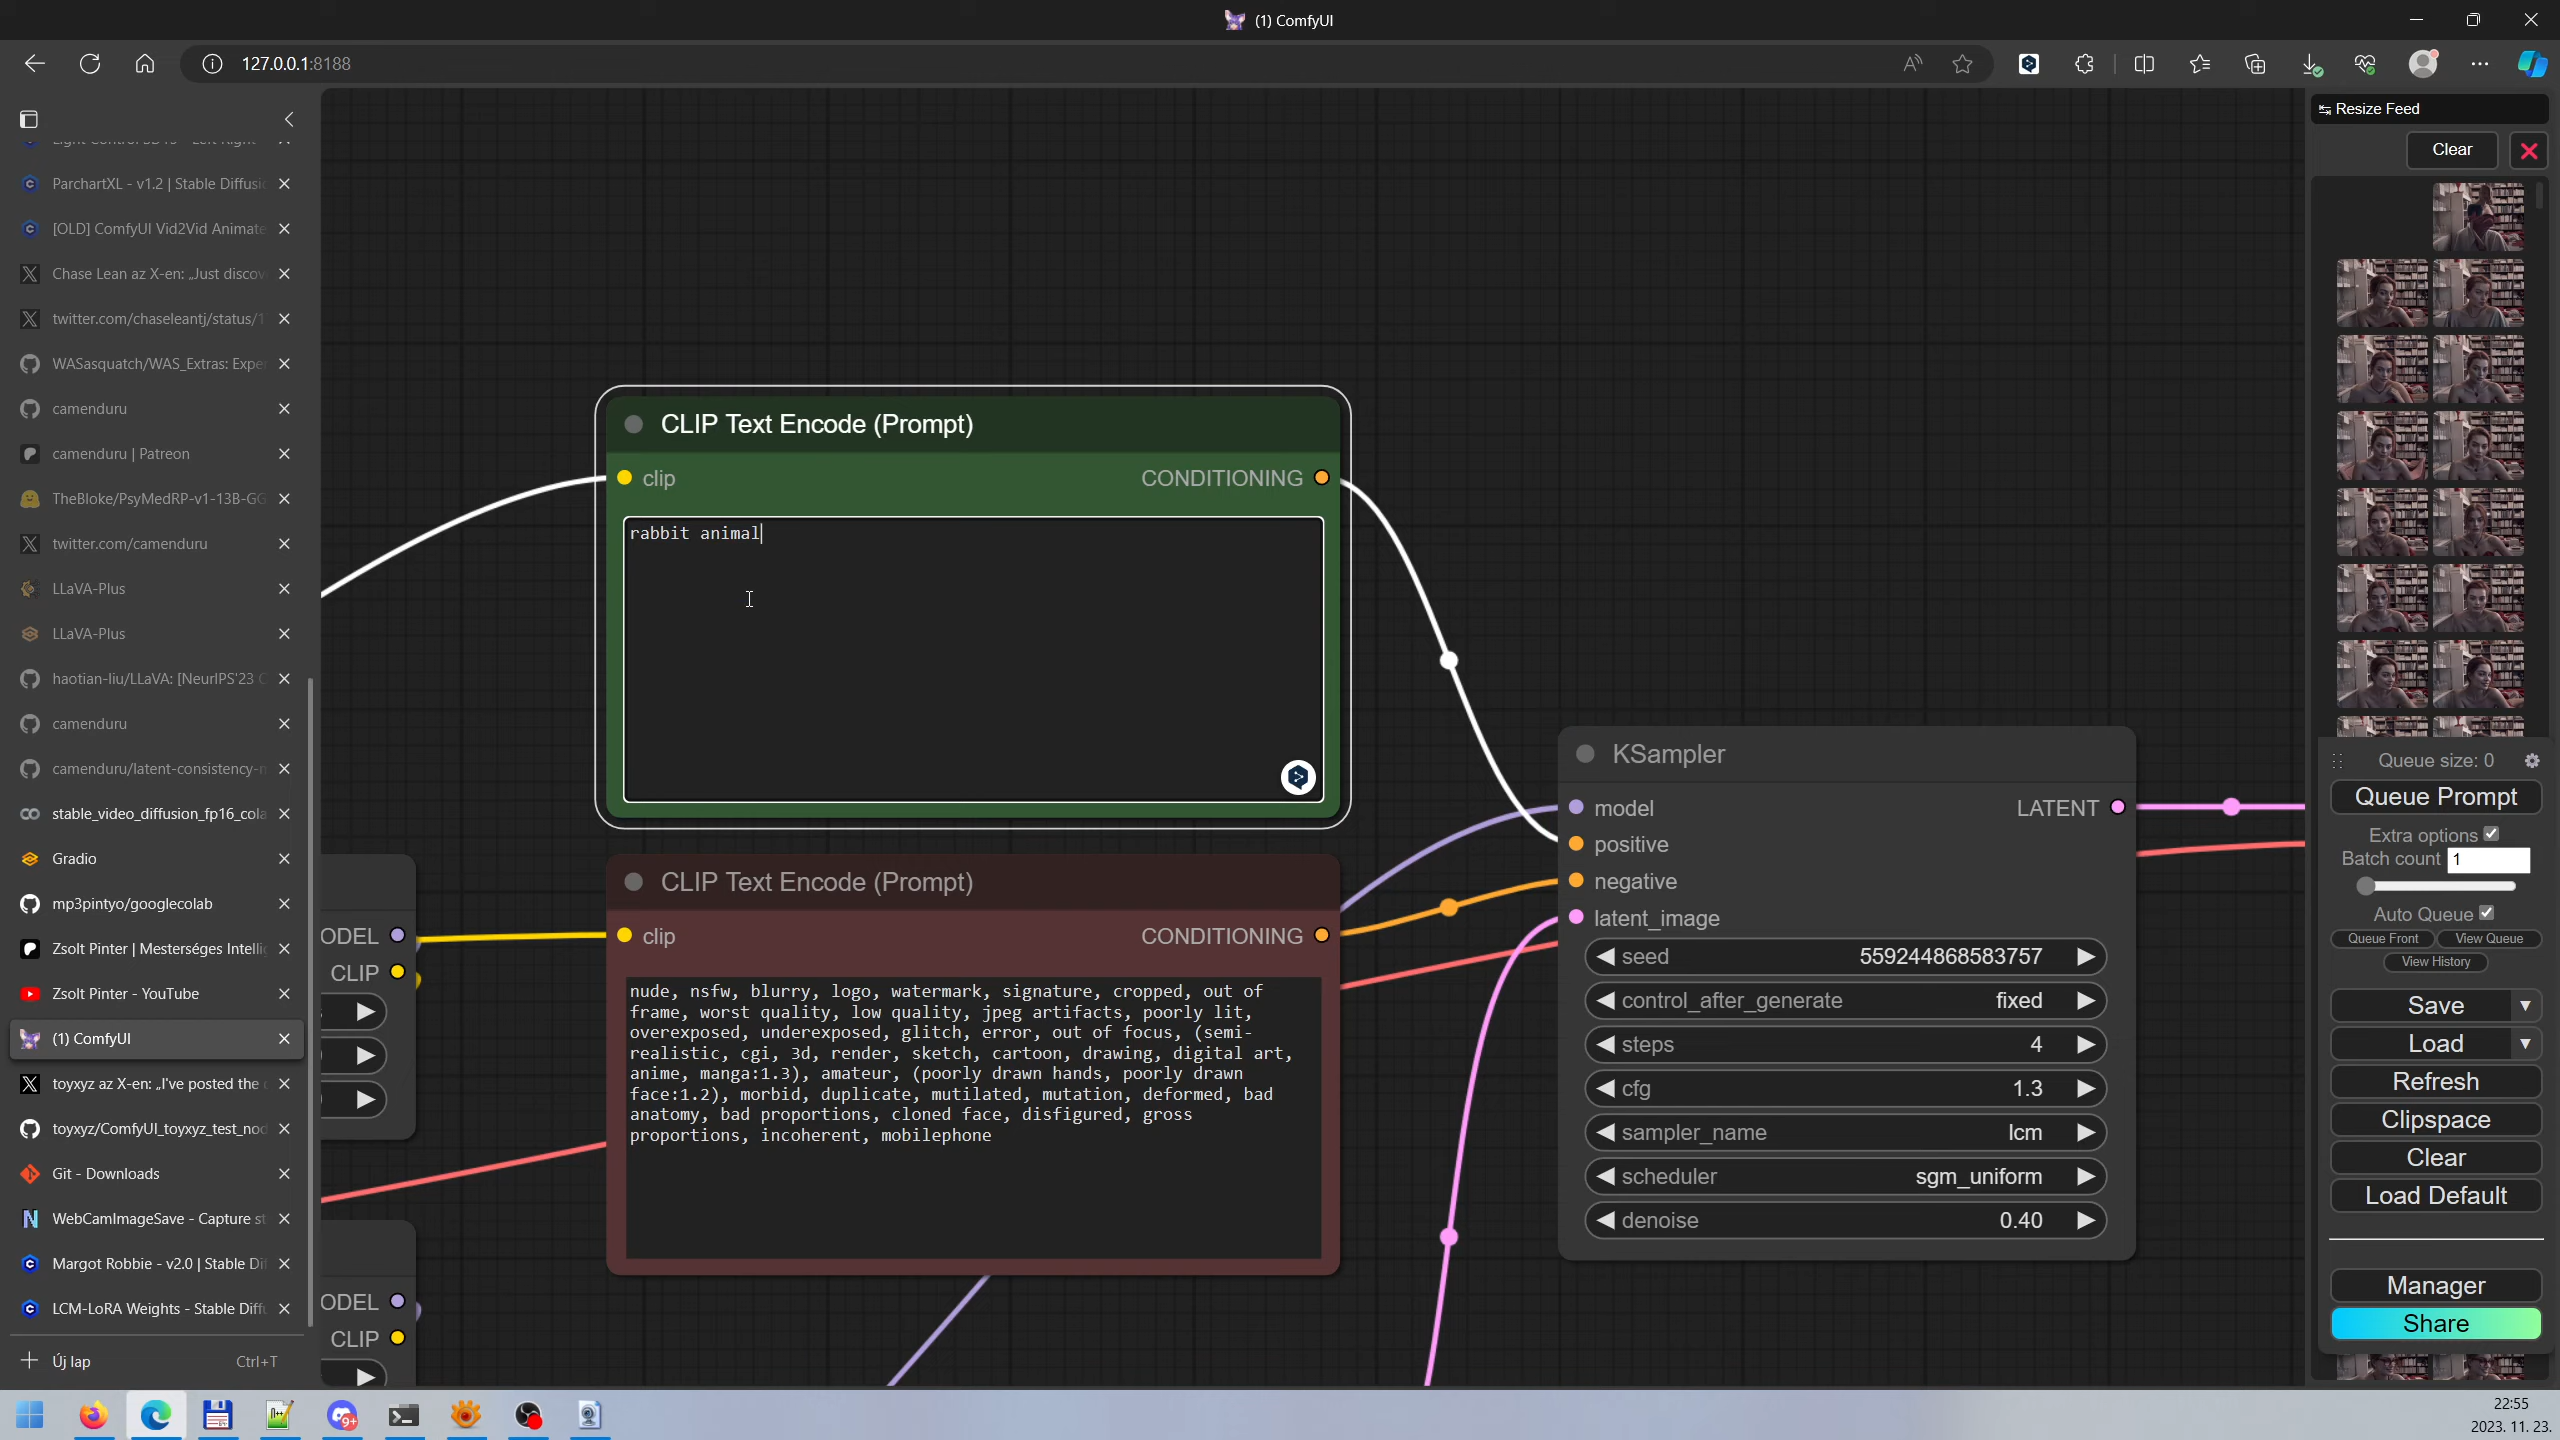 (1) ComfyUI
127.0.0.1:8188
ParchartXL - v1.2 | Stable Diffusi
[OLD] ComfyUI Vid2Vid Animate
Chase Lean az X-en: „Just discov
twitter.com/chaseleantj/status/1
WASasquatch/WAS_Extras: Expe
camenduru
camenduru | Patreon
TheBloke/PsyMedRP-v1-13B-GG
twitter.com/camenduru
LLaVA-Plus
LLaVA-Plus
haotian-liu/LLaVA: [NeurIPS'23 O
camenduru
camenduru/latent-consistency-m
stable_video_diffusion_fp16_cola
Gradio
mp3pintyo/googlecolab
Zsolt Pinter | Mesterséges Intelli
Zsolt Pinter - YouTube
(1) ComfyUI
toyxyz az X-en: „I've posted the
toyxyz/ComfyUI_toyxyz_test_nod
Git - Downloads
WebCamImageSave - Capture st
Margot Robbie - v2.0 | Stable Dif
LCM-LoRA Weights - Stable Diffu
Új lap Ctrl+T
CLIP Text Encode (Prompt)
clip CONDITIONING
rabbit animal
CLIP Text Encode (Prompt)
clip CONDITIONING
nude, nsfw, blurry, logo, watermark, signature, cropped, out of
frame, worst quality, low quality, jpeg artifacts, poorly lit,
overexposed, underexposed, glitch, error, out of focus, (semi-
realistic, cgi, 3d, render, sketch, cartoon, drawing, digital art,
anime, manga:1.3), amateur, (poorly drawn hands, poorly drawn
face:1.2), morbid, duplicate, mutilated, mutation, deformed, bad
anatomy, bad proportions, cloned face, disfigured, gross
proportions, incoherent, mobilephone
ODEL
CLIP
ODEL
CLIP
KSampler
model LATENT
positive
negative
latent_image
seed 559244868583757
control_after_generate fixed
steps 4
cfg 1.3
sampler_name lcm
scheduler sgm_uniform
denoise 0.40
Resize Feed
Clear
Queue size: 0
Queue Prompt
Extra options
Batch count 1
Auto Queue
Queue Front View Queue
View History
Save
Load
Refresh
Clipspace
Clear
Load Default
Manager
Share
9+
22:55
2023. 11. 23.